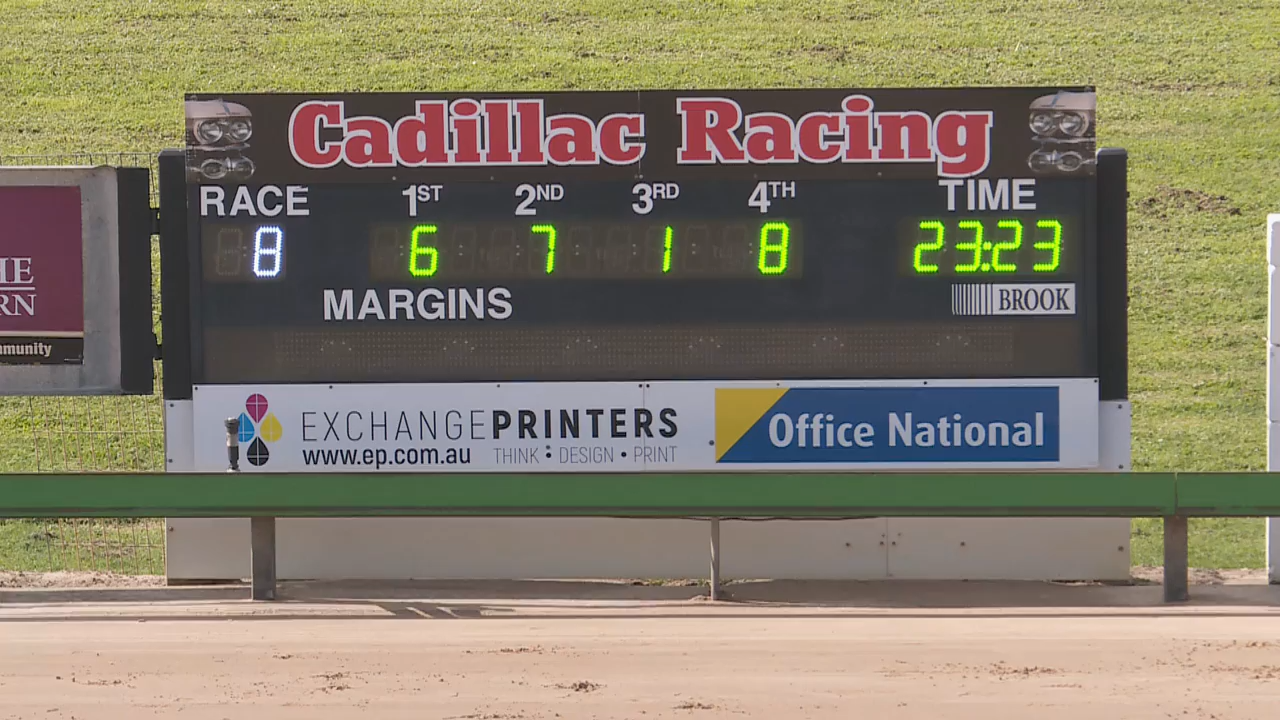 Cadillac Racing
RACE 1ST 2ND 3RD 4TH TIME
8 6 7 1 8 23:23
MARGINS
BROOK
EXCHANGEPRINTERS
www.ep.com.au THINK • DESIGN • PRINT
Office National